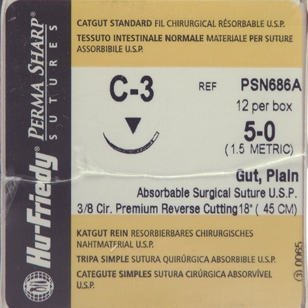 CATGUT STANDARD FIL CHIRURGICAL RÉSORBABLE U.S.P.
TESSUTO INTESTINALE NORMALE MATERIALE PER SUTURE
ASSORBIBILE U.S.P.
Hu-Friedy PERMA SHARP®
SUTURES
C-3
REF PSN686A
12 per box
5-0
(1.5 METRIC)
Gut, Plain
Absorbable Surgical Suture U.S.P.
3/8 Cir. Premium Reverse Cutting 18" ( 45 CM)
KATGUT REIN RESORBIERBARES CHIRURGISCHES
NAHTMATERIAL U.S.P.
TRIPA SIMPLE SUTURA QUIRÚRGICA ABSORBIBLE U.S.P.
CATEGUTE SIMPLES SUTURA CIRÚRGICA ABSORVÍVEL
U.S.P.